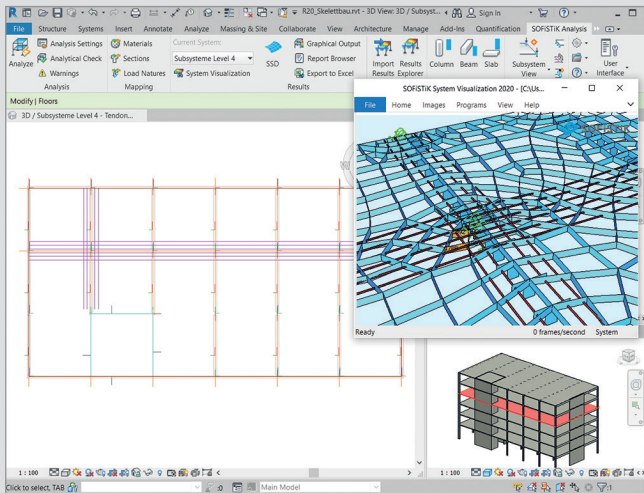 R20_Skelettbau.rvt - 3D View: 3D / Subsyst...
Sign In
File Structure Systems Insert Annotate Analyze Massing & Site Collaborate View Architecture Manage Add-Ins Quantification SOFiSTiK Analysis
Analyze
Analysis Settings
Analytical Check
Warnings
Analysis
Materials
Sections
Load Natures
Mapping
Current System:
Subsysteme Level 4
System Visualization
SSD
Graphical Output
Report Browser
Export to Excel
Results
Import Results
Results Explorer
Column Beam Slab
Subsystem View
User Interface
Modify | Floors
3D / Subsysteme Level 4 - Tendon...
SOFiSTiK System Visualization 2020 - [C:\Us...
File Home Images Programs View Help
Ready 0 frames/second System
1 : 100
1 : 100
Click to select, TAB
:0
Main Model
:1